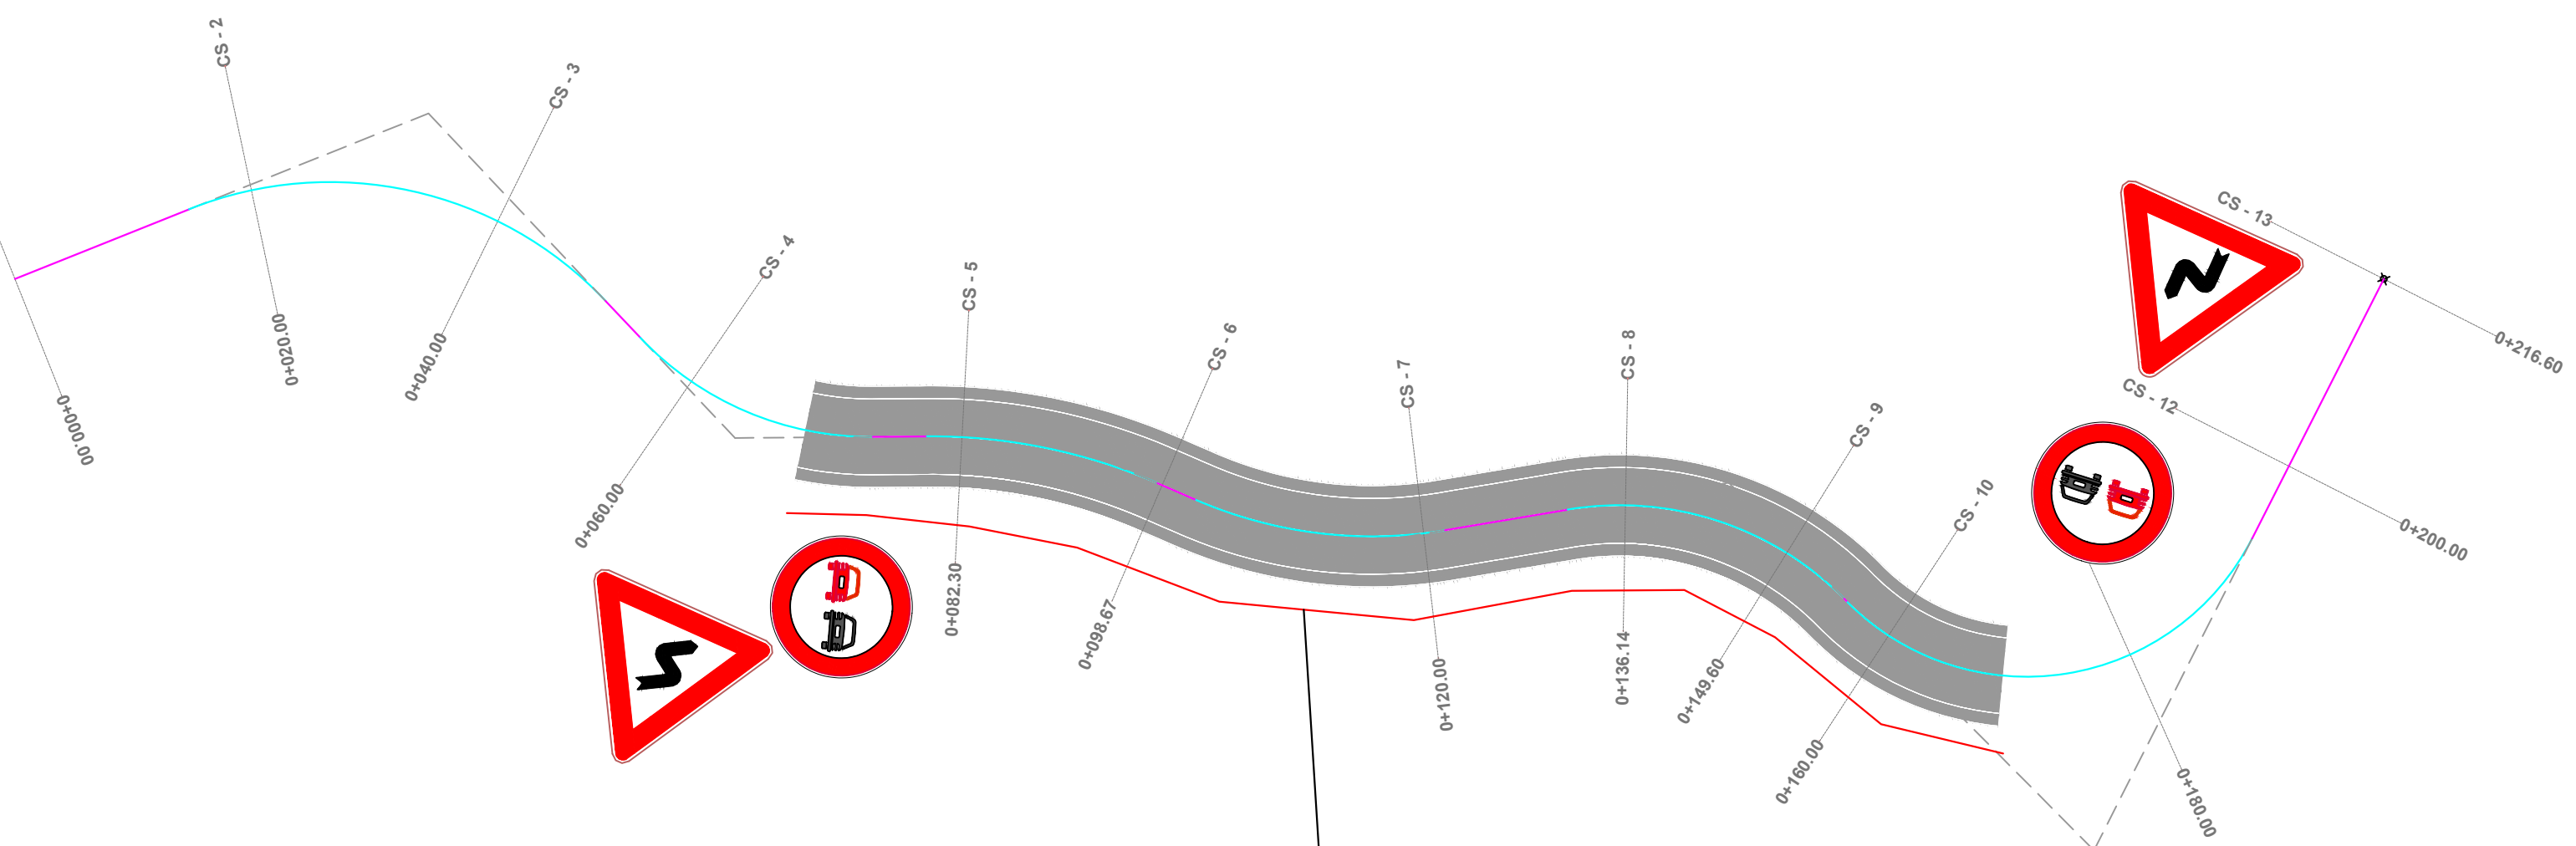 CS - 2
CS - 3
CS - 4
CS - 5
CS - 6
CS - 7
CS - 8
CS - 9
CS - 10
CS - 12
CS - 13
0+000.00
0+020.00
0+040.00
0+060.00
0+082.30
0+098.67
0+120.00
0+136.14
0+149.60
0+160.00
0+180.00
0+200.00
0+216.60